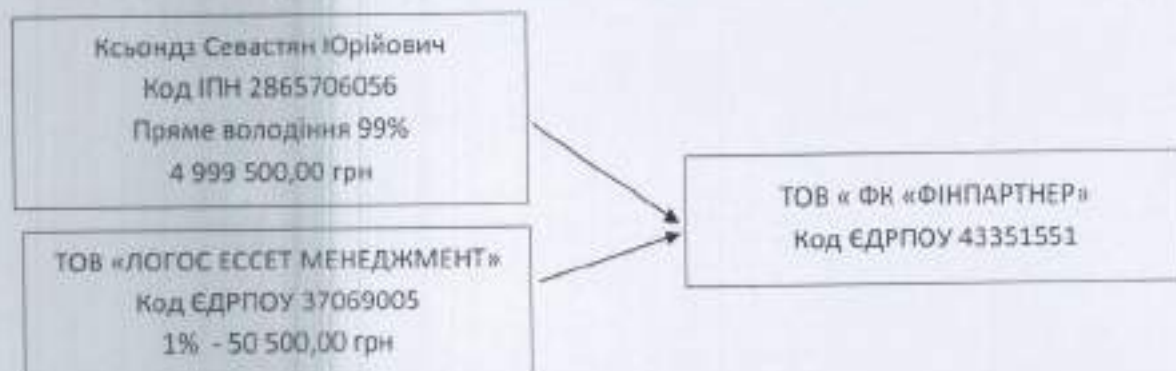 Ксьондз Севастян Юрійович
Код ІПН 2865706056
Пряме володіння 99%
4 999 500,00 грн
ТОВ «ЛОГОС ЕССЕТ МЕНЕДЖМЕНТ»
Код ЄДРПОУ 37069005
1% - 50 500,00 грн
ТОВ « ФК «ФІНПАРТНЕР»
Код ЄДРПОУ 43351551